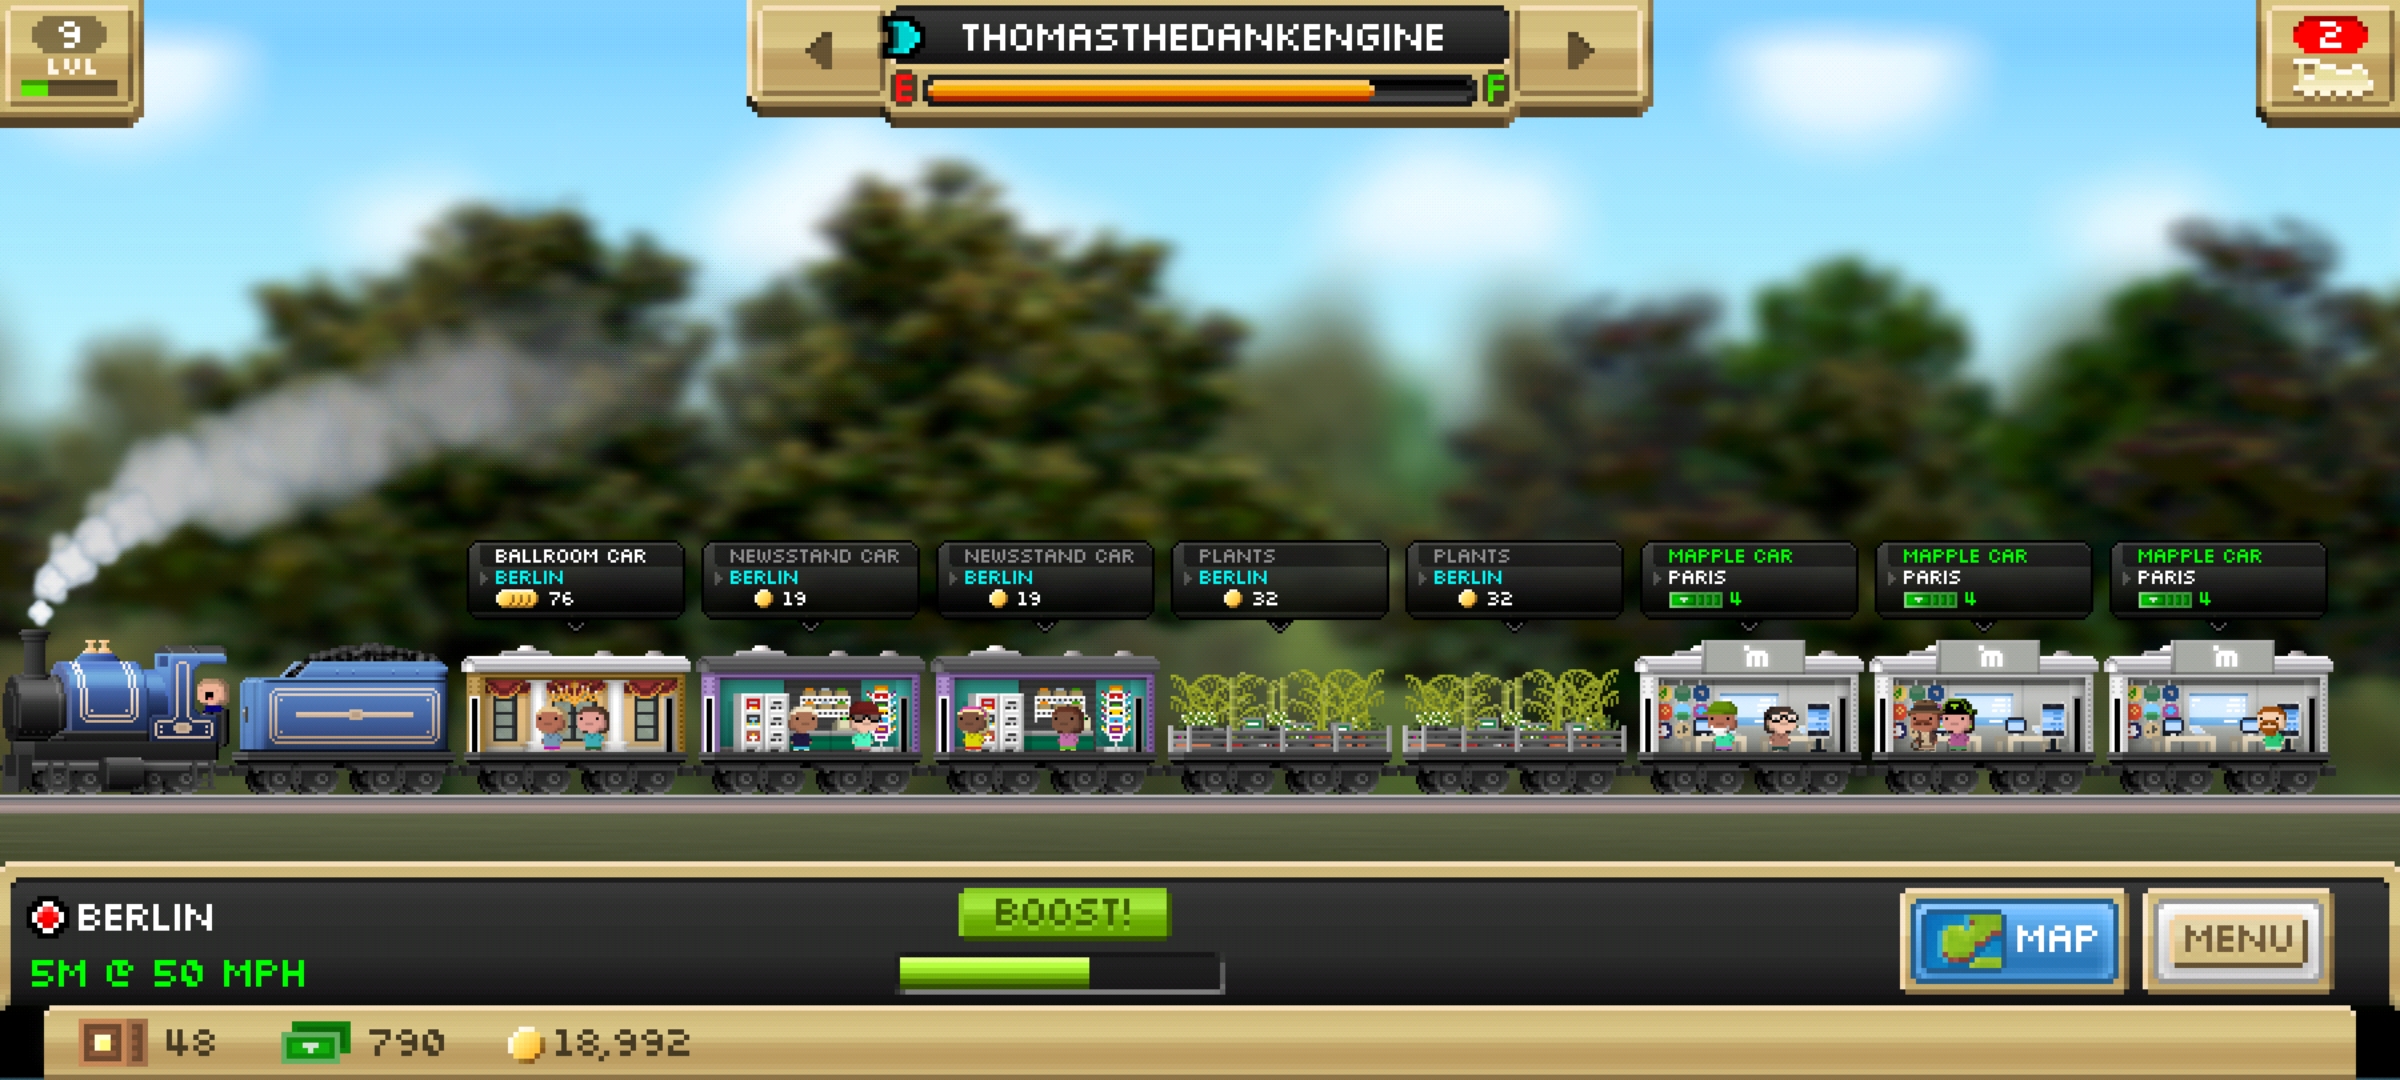 9
LVL
THOMASTHEDANKENGINE
E F
2
BALLROOM CAR
BERLIN
76
NEWSSTAND CAR
BERLIN
19
NEWSSTAND CAR
BERLIN
19
PLANTS
BERLIN
32
PLANTS
BERLIN
32
MAPPLE CAR
PARIS
4
MAPPLE CAR
PARIS
4
MAPPLE CAR
PARIS
4
m
m
m
BERLIN
5M @ 50 MPH
BOOST!
MAP
MENU
48
790
18,992